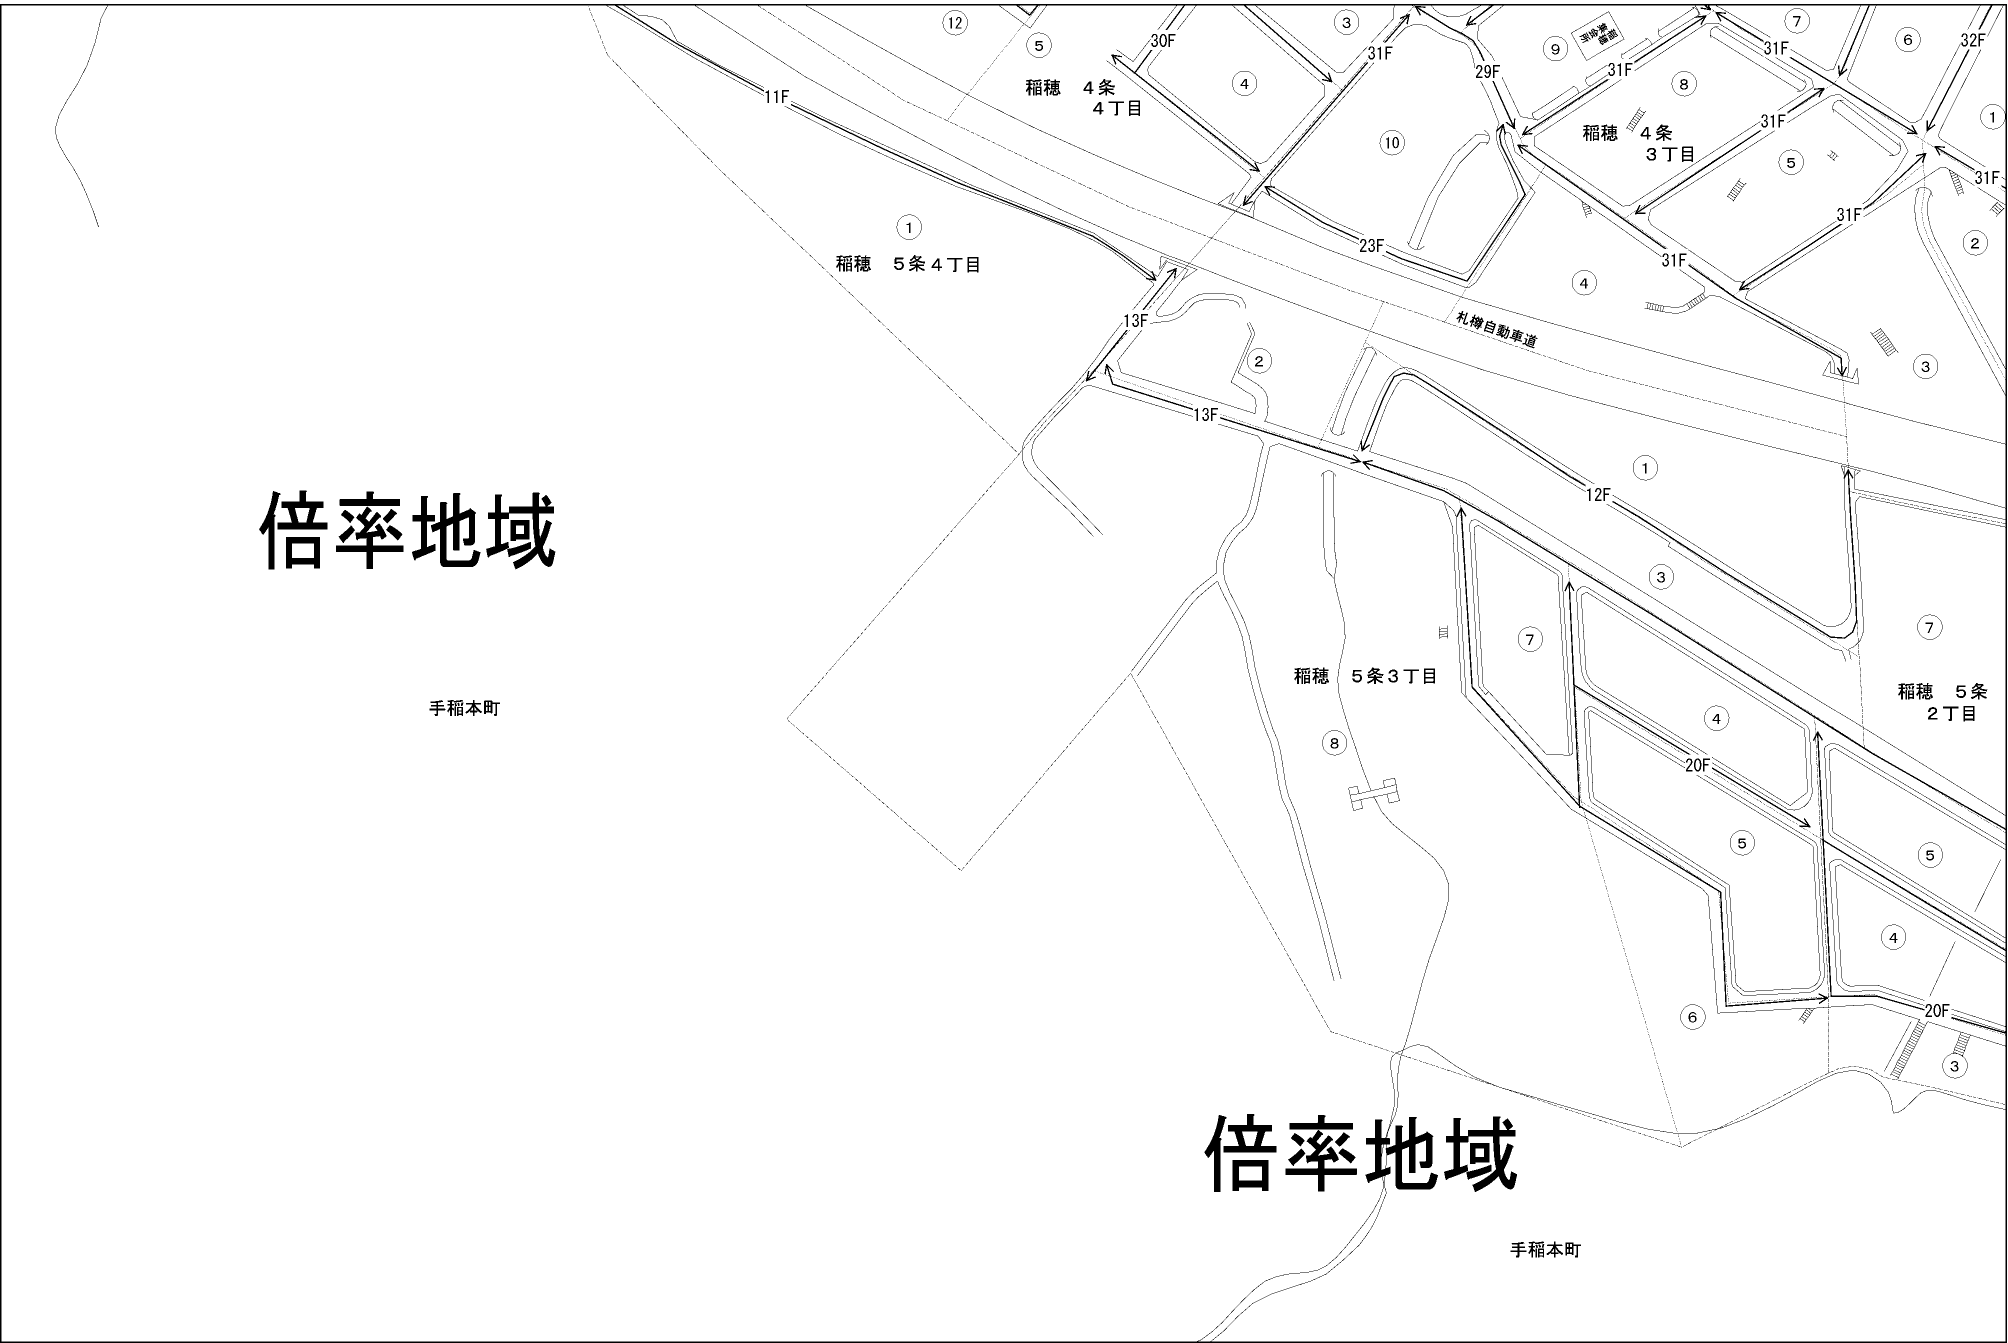 ⑫
③
⑦
⑥
32F
30F
⑤
31F
⑨
稲穂
集会所
31F
29F
31F
④
⑧
稲穂　４条
４丁目
11F
①
31F
⑩
稲穂　４条
３丁目
⑤
31F
①
稲穂　５条４丁目
31F
23F
②
31F
④
13F
札樽自動車道
②
③
13F
①
12F
倍率地域
③
⑦
⑦
稲穂　５条３丁目
稲穂　５条
２丁目
手稲本町
④
⑧
20F
⑤
⑤
④
⑥
20F
③
倍率地域
手稲本町